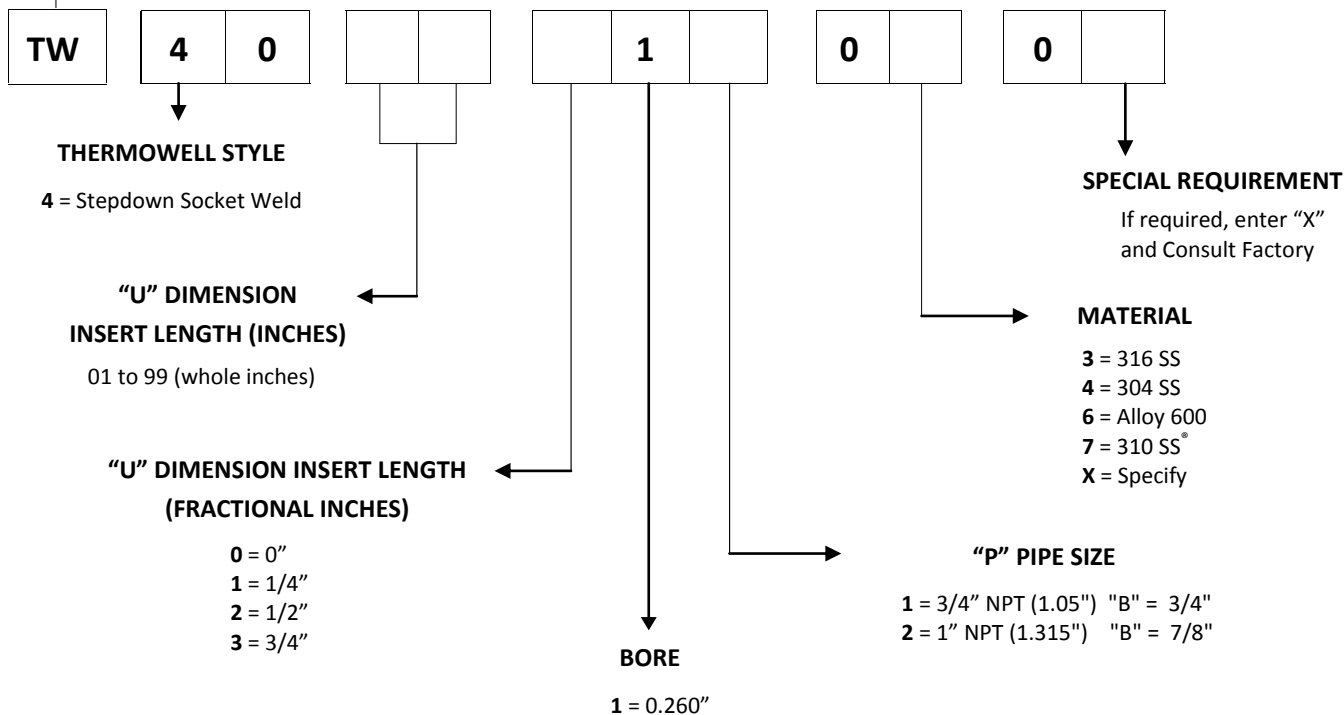 TW 4 0 1 0 0
THERMOWELL STYLE
4 = Stepdown Socket Weld
SPECIAL REQUIREMENT
If required, enter “X”
and Consult Factory
“U” DIMENSION
INSERT LENGTH (INCHES)
01 to 99 (whole inches)
MATERIAL
3 = 316 SS
4 = 304 SS
6 = Alloy 600
7 = 310 SS®
X = Specify
“U” DIMENSION INSERT LENGTH
(FRACTIONAL INCHES)
0 = 0”
1 = 1/4”
2 = 1/2”
3 = 3/4”
“P” PIPE SIZE
1 = 3/4” NPT (1.05") "B" = 3/4"
2 = 1” NPT (1.315") "B" = 7/8"
BORE
1 = 0.260”